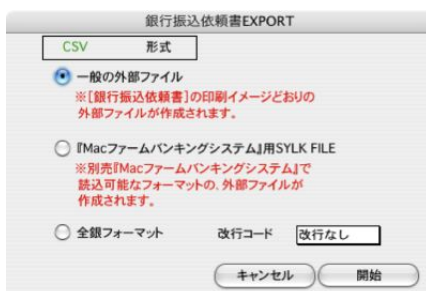 銀行振込依頼書EXPORT
CSV 形式
一般の外部ファイル
※[銀行振込依頼書]の印刷イメージどおりの
外部ファイルが作成されます。
『Macファームバンキングシステム』用SYLK FILE
※別売『Macファームバンキングシステム』で
読込可能なフォーマットの、外部ファイルが
作成されます。
全銀フォーマット 改行コード 改行なし
キャンセル 開始